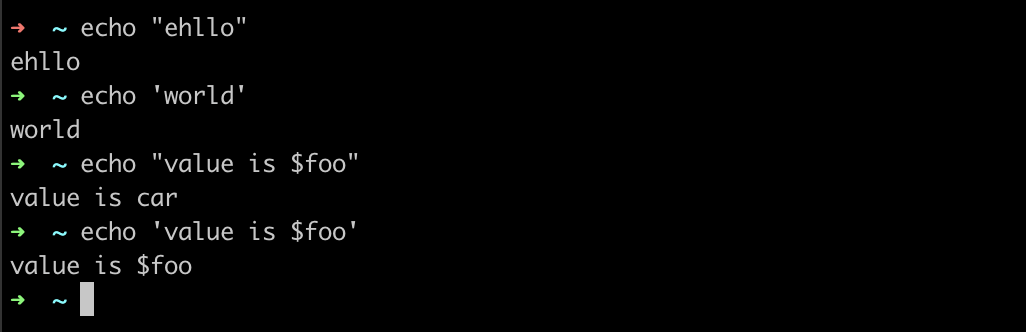 ➜  ~ echo "ehllo"
ehllo
➜  ~ echo 'world'
world
➜  ~ echo "value is $foo"
value is car
➜  ~ echo 'value is $foo'
value is $foo
➜  ~